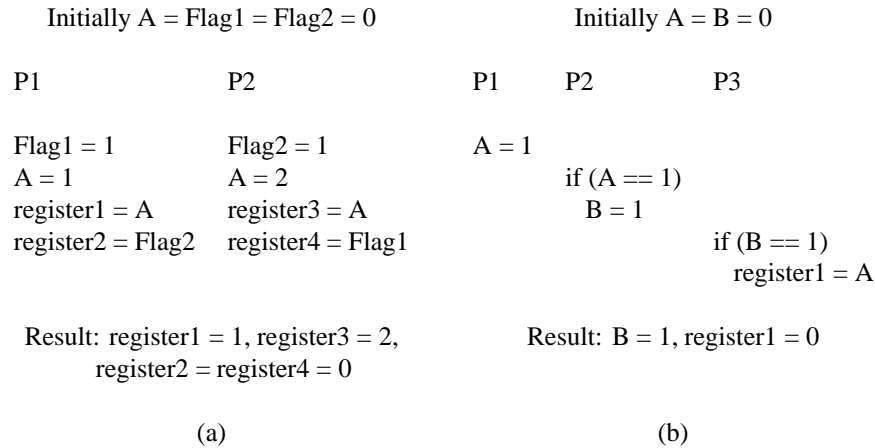 Initially A = Flag1 = Flag2 = 0
P1 P2
Flag1 = 1 Flag2 = 1
A = 1 A = 2
register1 = A register3 = A
register2 = Flag2 register4 = Flag1
Result: register1 = 1, register3 = 2,
register2 = register4 = 0
(a)
Initially A = B = 0
P1 P2 P3
A = 1
if (A == 1)
B = 1
if (B == 1)
register1 = A
Result: B = 1, register1 = 0
(b)